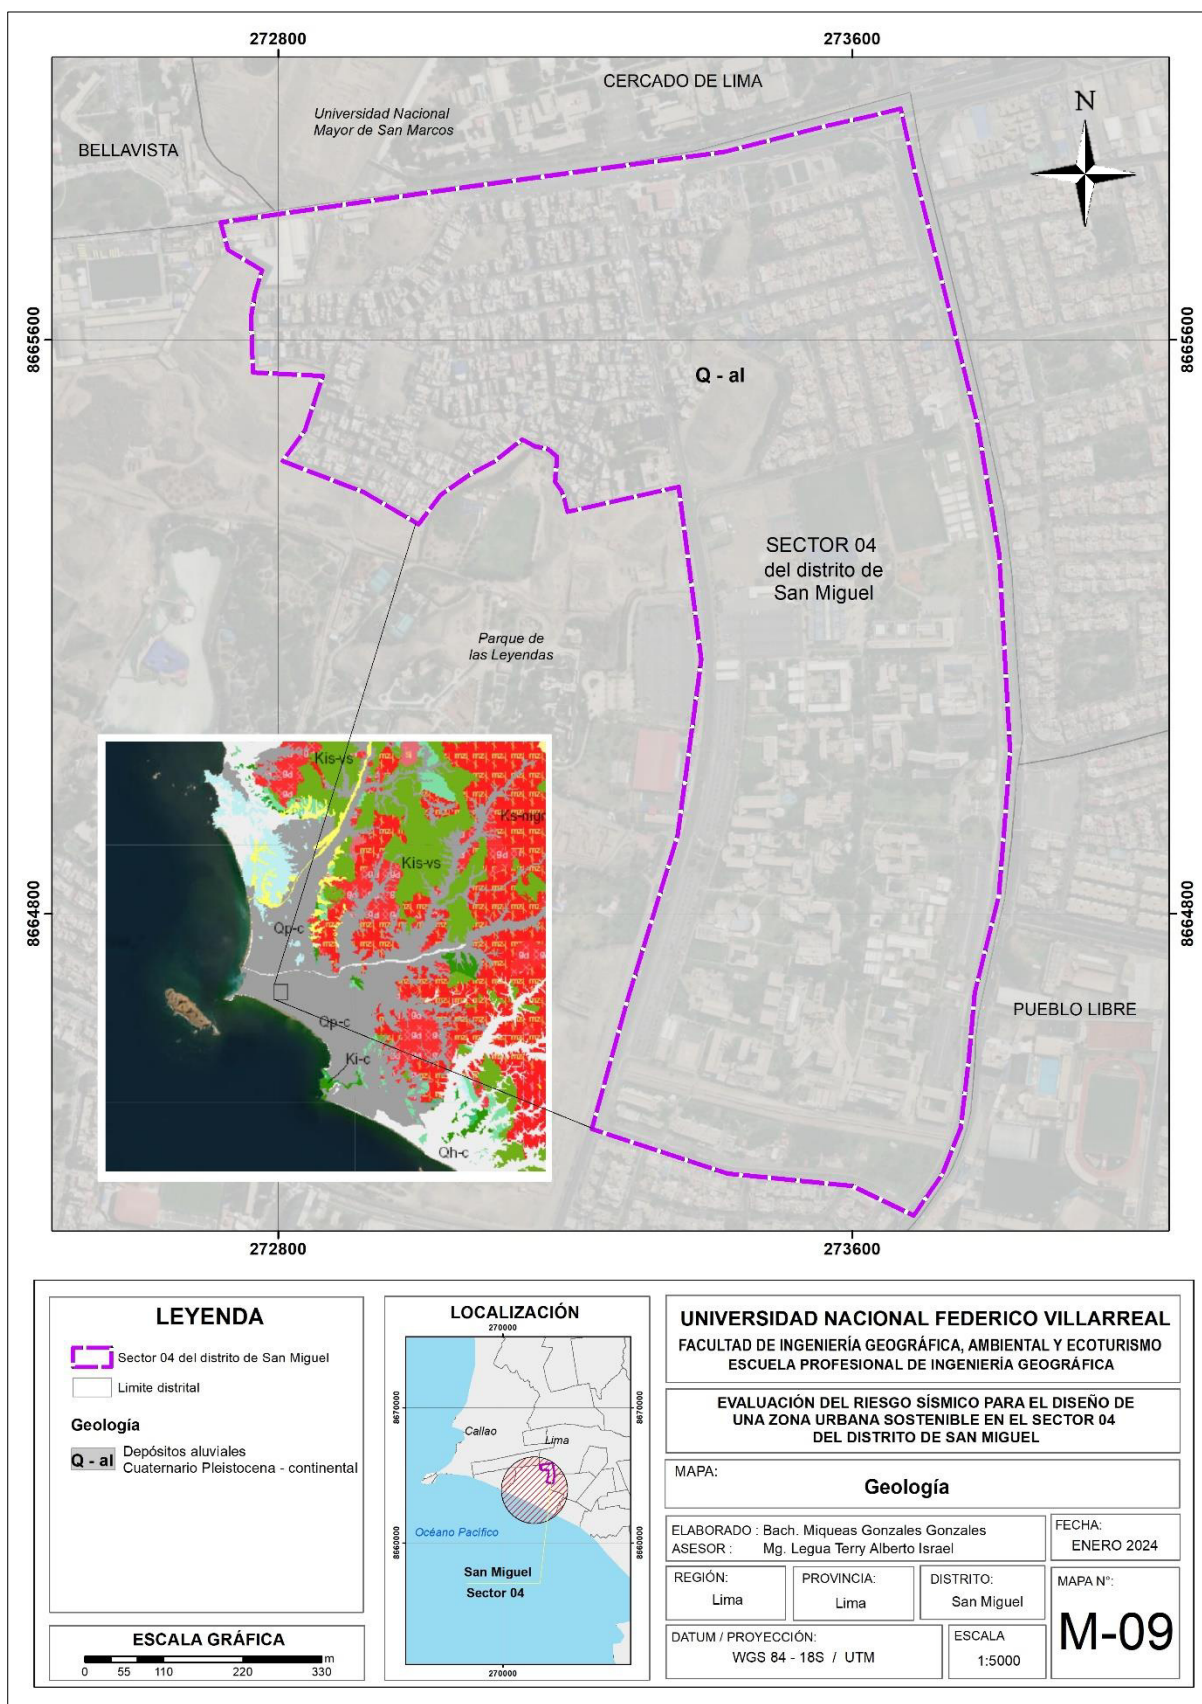 272800
273600
CERCADO DE LIMA
Universidad Nacional
Mayor de San Marcos
BELLAVISTA
N
8665600
8665600
Q - al
SECTOR 04
del distrito de
San Miguel
Parque de
las Leyendas
Kis-vs
Kis-vs
Qp-c
Qp-c
Ki-c
Qh-c
8664800
8664800
PUEBLO LIBRE
272800
273600
LEYENDA
Sector 04 del distrito de San Miguel
Limite distrital
Geología
Q - al
Depósitos aluviales
Cuaternario Pleistocena - continental
ESCALA GRÁFICA
m
0 55 110 220 330
LOCALIZACIÓN
270000
8670000
Callao
Lima
Océano Pacífico
8660000
San Miguel
Sector 04
270000
UNIVERSIDAD NACIONAL FEDERICO VILLARREAL
FACULTAD DE INGENIERÍA GEOGRÁFICA, AMBIENTAL Y ECOTURISMO
ESCUELA PROFESIONAL DE INGENIERÍA GEOGRÁFICA
EVALUACIÓN DEL RIESGO SÍSMICO PARA EL DISEÑO DE
UNA ZONA URBANA SOSTENIBLE EN EL SECTOR 04
DEL DISTRITO DE SAN MIGUEL
MAPA:
Geología
ELABORADO : Bach. Miqueas Gonzales Gonzales
ASESOR : Mg. Legua Terry Alberto Israel
FECHA:
ENERO 2024
REGIÓN:
Lima
PROVINCIA:
Lima
DISTRITO:
San Miguel
MAPA N°:
M-09
DATUM / PROYECCIÓN:
WGS 84 - 18S / UTM
ESCALA
1:5000